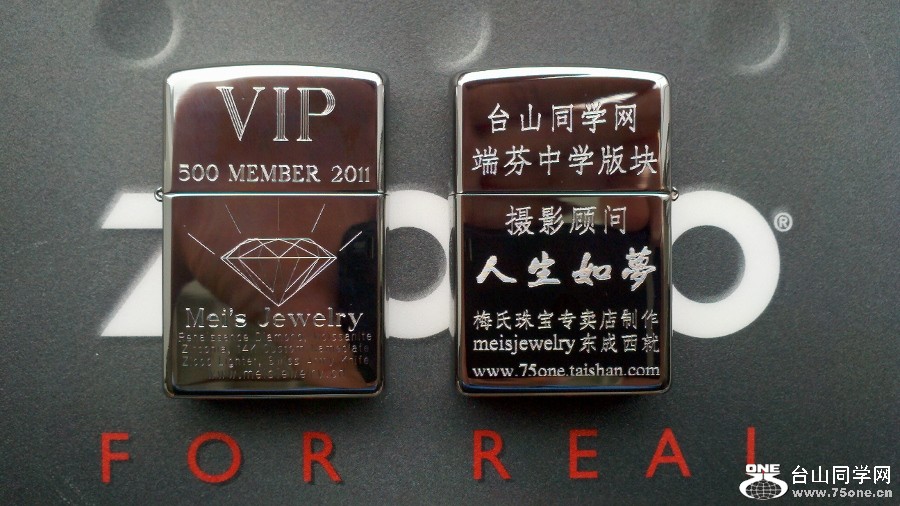 VIP
500 MEMBER 2011
Mei's Jewelry
台山同学网
端芬中学版块
摄影顾问
人生如夢
梅氏珠宝专卖店制作
meisjewelry东成西就
www.75one.taishan.com
®
FOR REAL
ONE
台山同学网
www.75one.cn